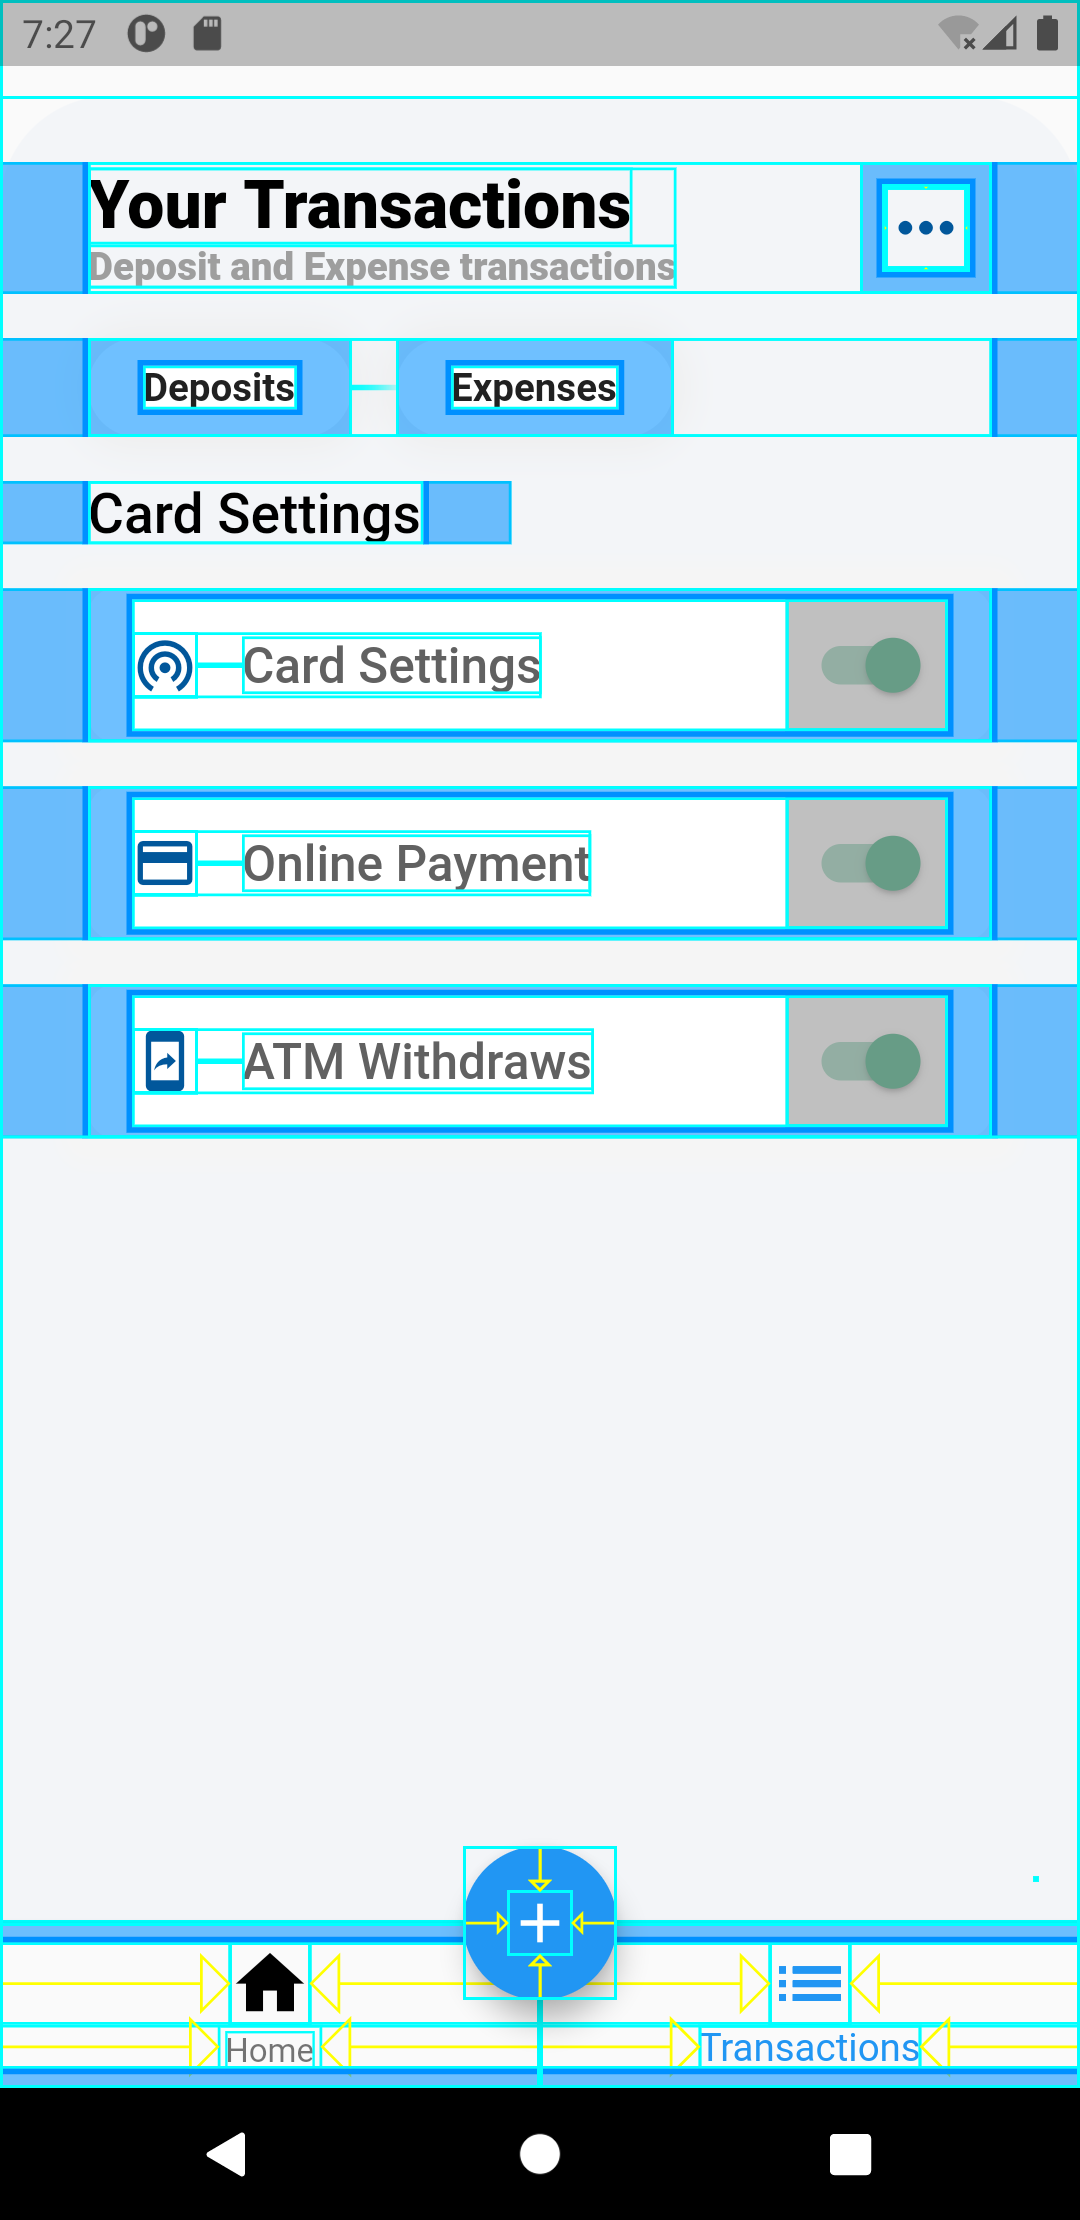 7:27
Your Transactions
Deposit and Expense transactions
Deposits Expenses
Card Settings
Card Settings
Online Payment
ATM Withdraws
Home Transactions